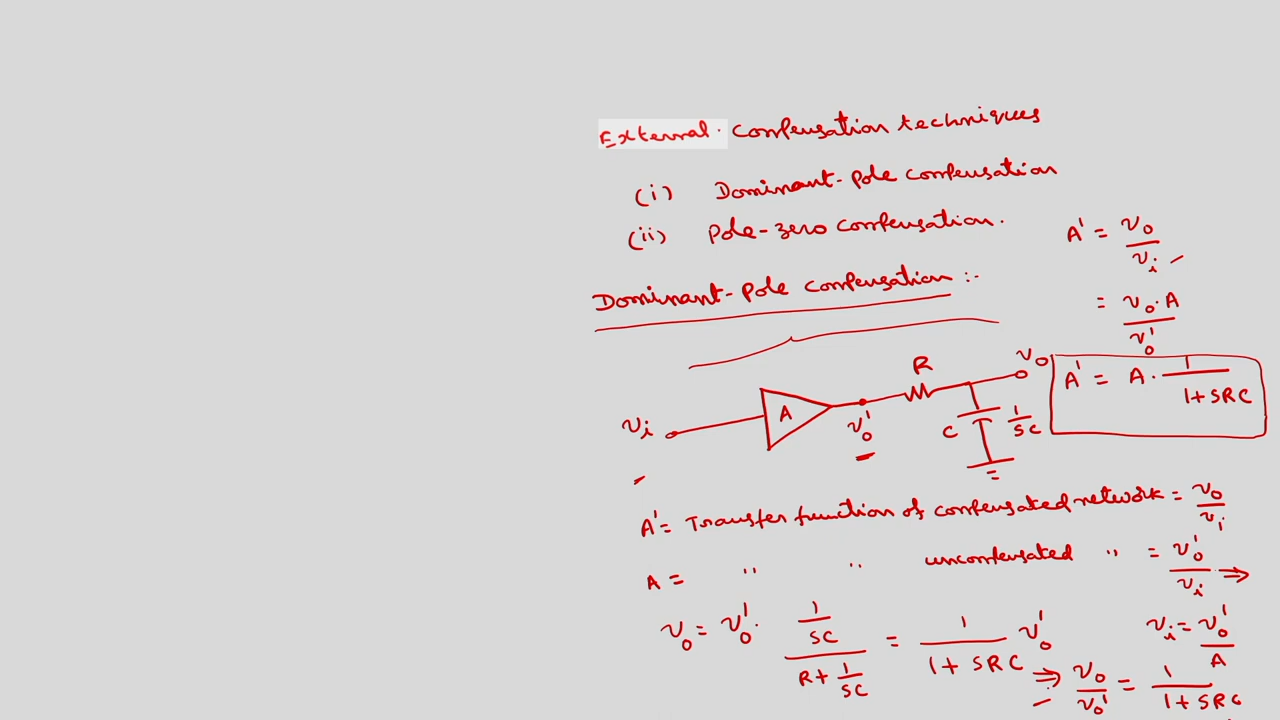 External. compensation techniques
(i) Dominant-pole compensation
(ii) Pole-zero compensation.
A' = v₀/vᵢ
= v₀·A/v₀'
Dominant-pole compensation :-
A' = A · 1/(1+SRC)
vᵢ A v₀' R C 1/SC v₀
A' = Transfer function of compensated network = v₀/vᵢ
A = " " uncompensated " = v₀'/vᵢ ⇒
vᵢ = v₀'/A
v₀ = v₀' · (1/SC)/(R + 1/SC) = 1/(1 + SRC) v₀'
⇒ v₀/v₀' = 1/(1 + SRC)